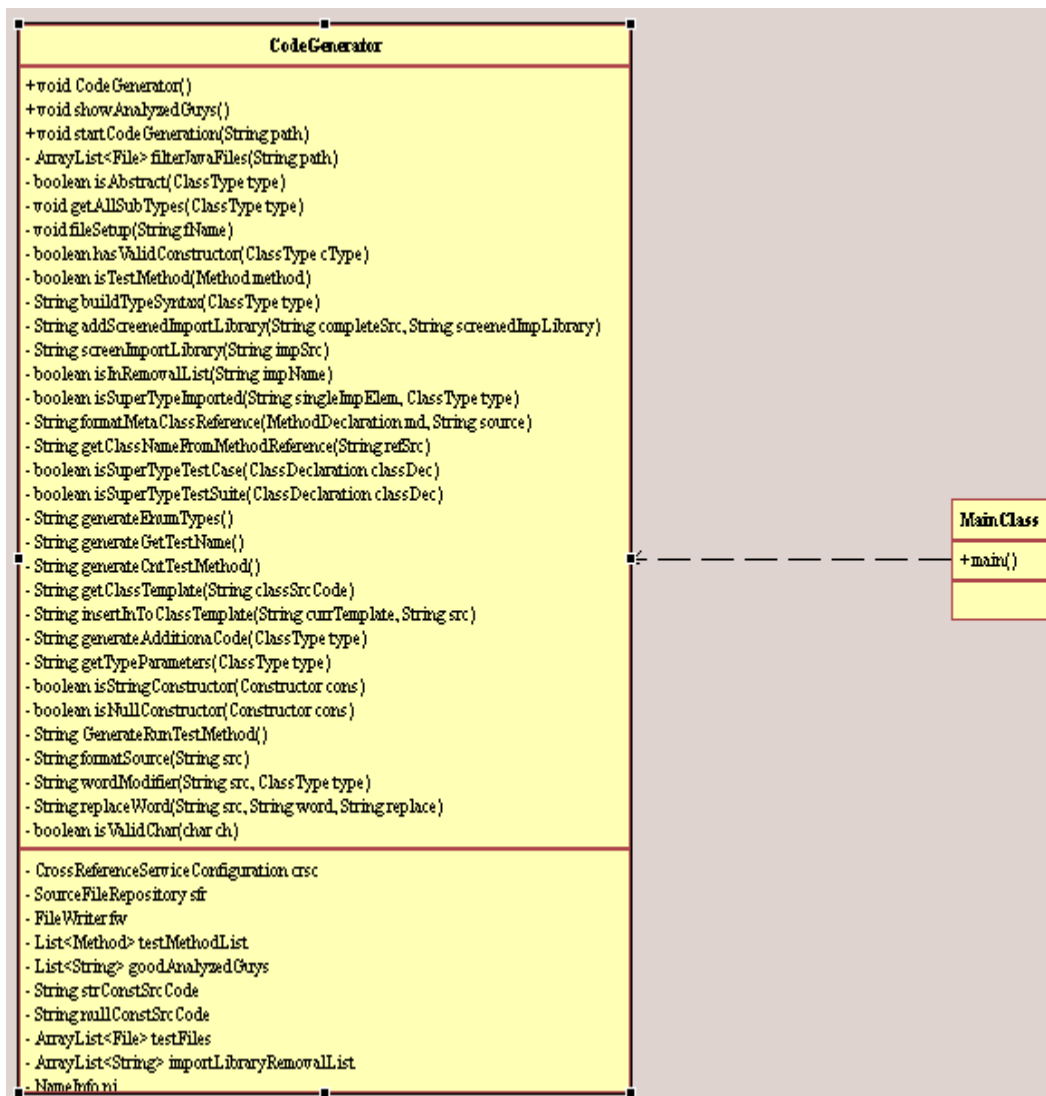 CodeGenerator
+void CodeGenerator()
+void showAnalyzedGuys()
+void startCodeGeneration(String path)
- ArrayList<File> filterJavaFiles(String path)
- boolean isAbstract(ClassType type)
- void getAllSubTypes(ClassType type)
- void fileSetup(String fName)
- boolean hasValidConstructor(ClassType cType)
- boolean isTestMethod(Method method)
- String buildTypeSyntax(ClassType type)
- String addScreenedImportLibrary(String completeSrc, String screenedImpLibrary)
- String screenImportLibrary(String impSrc)
- boolean isInRemovalList(String impName)
- boolean isSuperTypeImported(String singleImpElem, ClassType type)
- String formatMetaClassReference(MethodDeclaration md, String source)
- String getClassNameFromMethodReference(String refSrc)
- boolean isSuperTypeTestCase(ClassDeclaration classDec)
- boolean isSuperTypeTestSuite(ClassDeclaration classDec)
- String generateEnumTypes()
- String generateGetTestName()
- String generateCntTestMethod()
- String getClassTemplate(String classSrcCode)
- String insertInToClassTemplate(String currTemplate, String src)
- String generateAdditionaCode(ClassType type)
- String getTypeParameters(ClassType type)
- boolean isStringConstructor(Constructor cons)
- boolean isNullConstructor(Constructor cons)
- String GenerateRunTestMethod()
- String formatSource(String src)
- String wordModifier(String src, ClassType type)
- String replaceWord(String src, String word, String replace)
- boolean isValidChar(char ch)
- CrossReferenceServiceConfiguration crsc
- SourceFileRepository sfr
- FileWriter fw
- List<Method> testMethodList
- List<String> goodAnalyzedGuys
- String strConstSrcCode
- String nullConstSrcCode
- ArrayList<File> testFiles
- ArrayList<String> importLibraryRemovalList
- NameInfo ni
MainClass
+main()